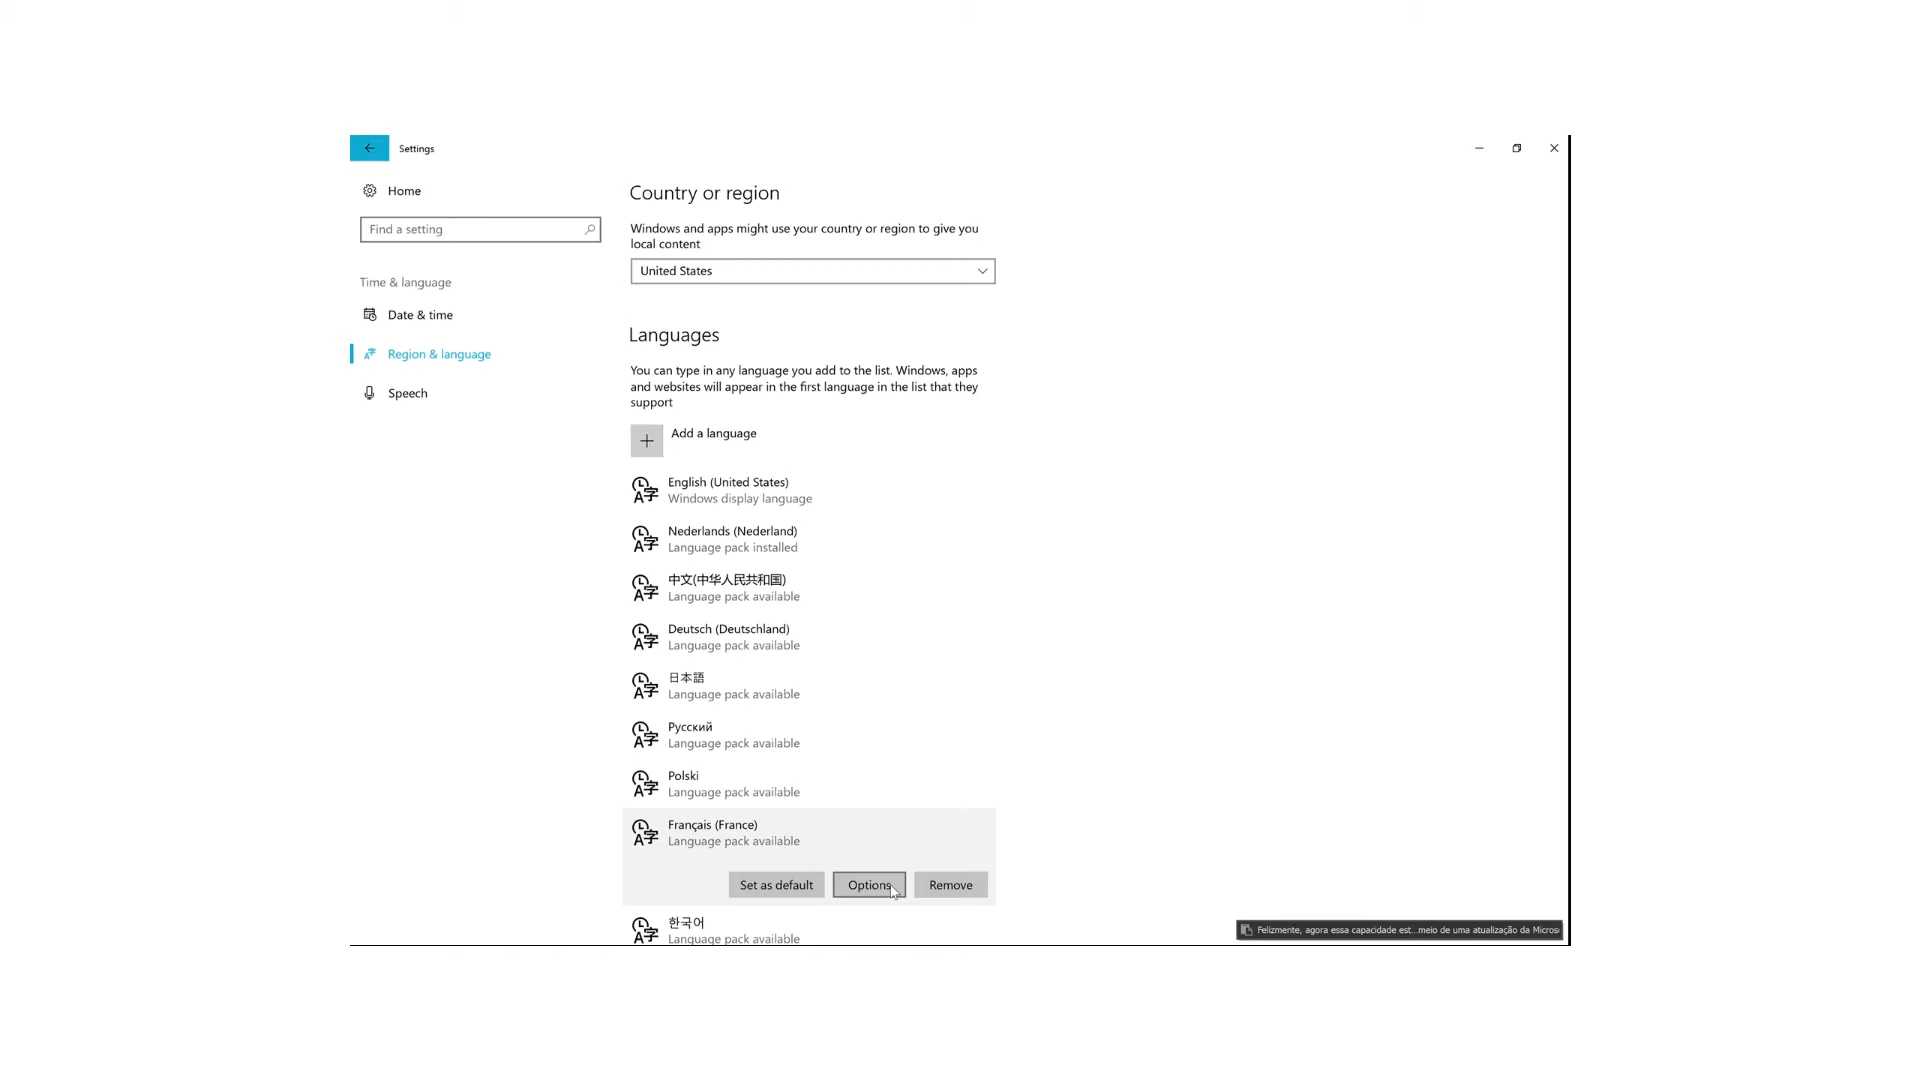 Settings
Home
Find a setting
Time & language
Date & time
Region & language
Speech
Country or region
Windows and apps might use your country or region to give you
local content
United States
Languages
You can type in any language you add to the list. Windows, apps
and websites will appear in the first language in the list that they
support
Add a language
English (United States)
Windows display language
Nederlands (Nederland)
Language pack installed
中文(中华人民共和国)
Language pack available
Deutsch (Deutschland)
Language pack available
日本語
Language pack available
Русский
Language pack available
Polski
Language pack available
Français (France)
Language pack available
Set as default
Options
Remove
한국어
Language pack available
Felizmente, agora essa capacidade est...meio de uma atualização da Micros